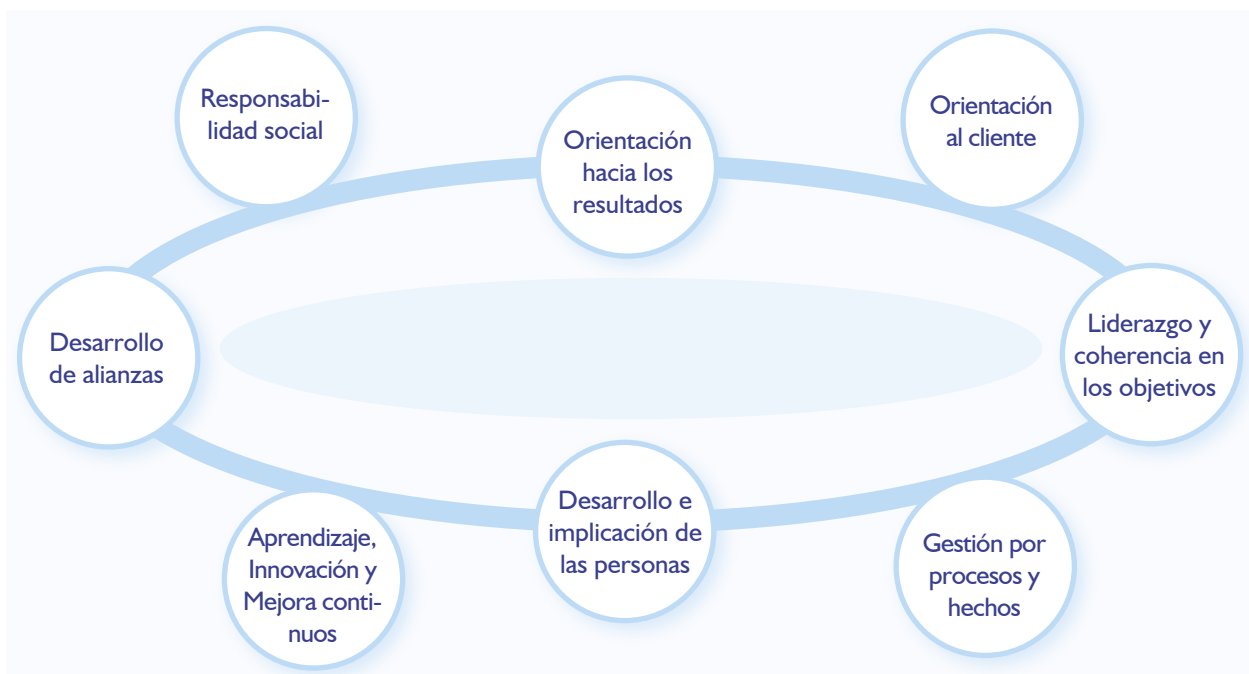 Responsabi-
lidad social
Orientación
hacia los
resultados
Orientación
al cliente
Desarrollo
de alianzas
Liderazgo y
coherencia en
los objetivos
Aprendizaje,
Innovación y
Mejora conti-
nuos
Desarrollo e
implicación de
las personas
Gestión por
procesos y
hechos